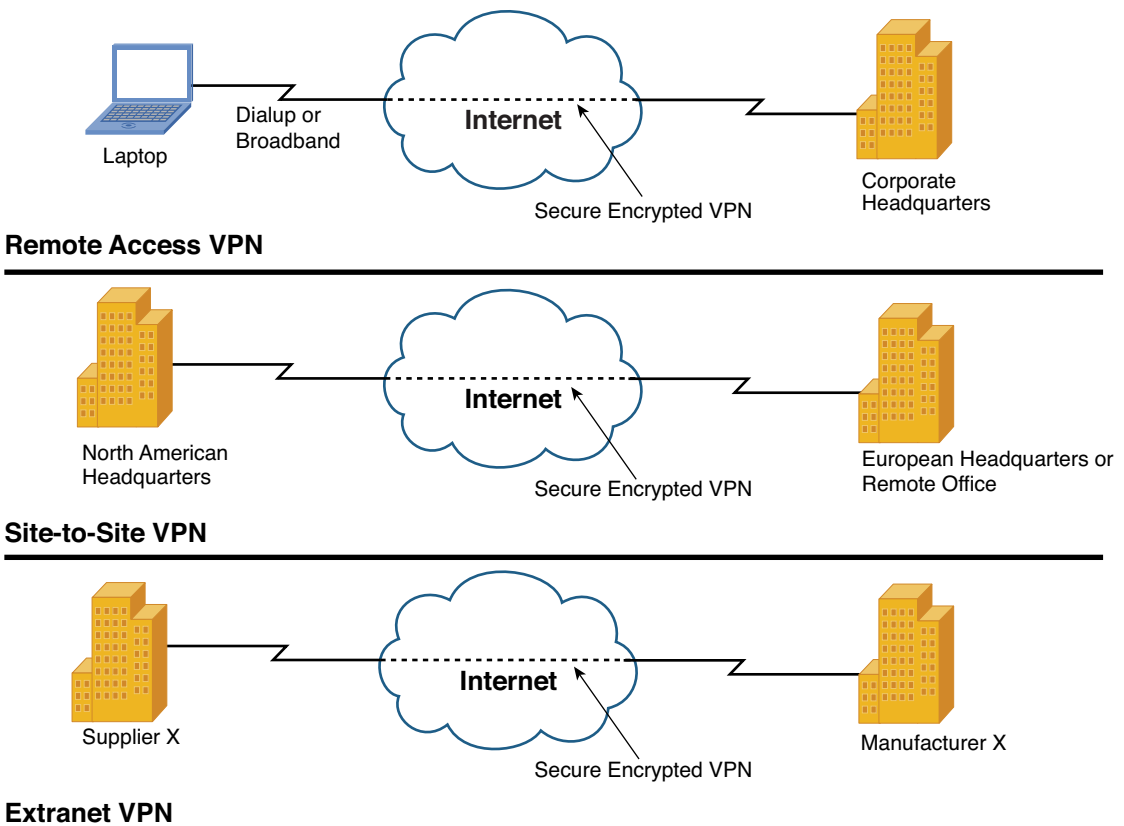 Laptop
Dialup or
Broadband
Internet
Secure Encrypted VPN
Corporate
Headquarters
Remote Access VPN
North American
Headquarters
Internet
Secure Encrypted VPN
European Headquarters or
Remote Office
Site-to-Site VPN
Supplier X
Internet
Secure Encrypted VPN
Manufacturer X
Extranet VPN